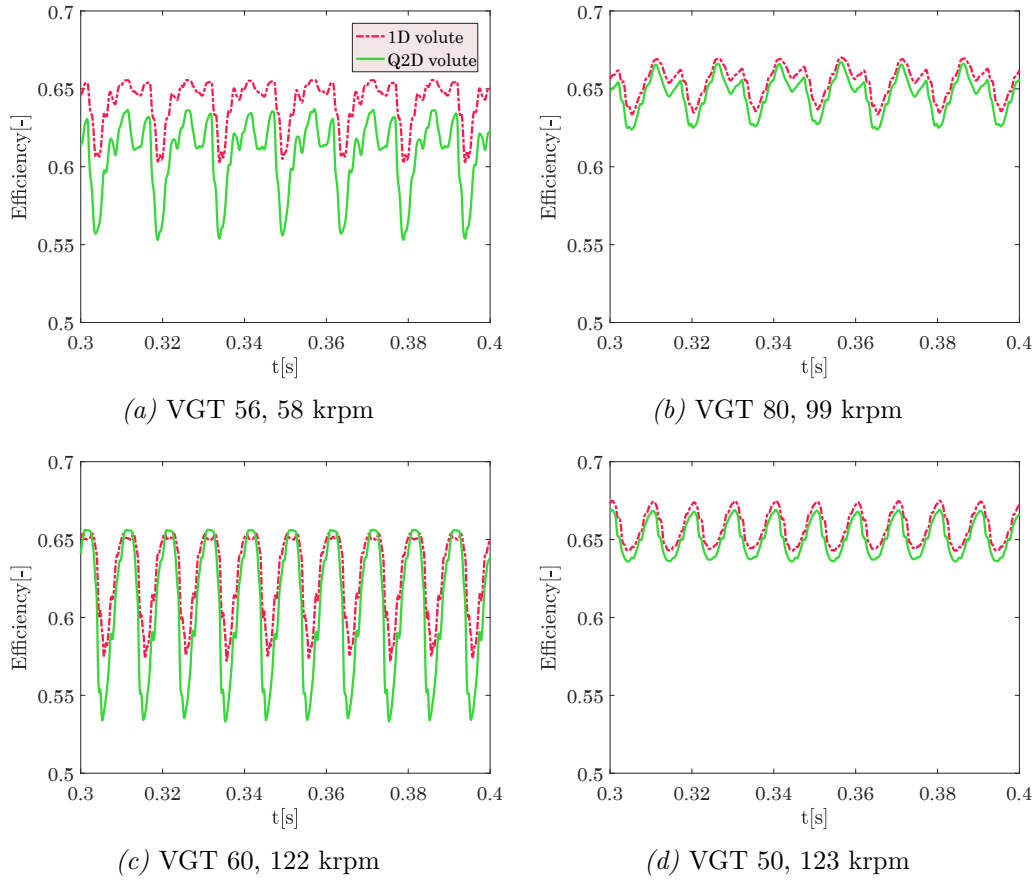 0.7
0.65
0.6
0.55
0.5
Efficiency[-]
1D volute
Q2D volute
0.3 0.32 0.34 0.36 0.38 0.4
t[s]
(a) VGT 56, 58 krpm
0.7
0.65
0.6
0.55
0.5
Efficiency[-]
0.3 0.32 0.34 0.36 0.38 0.4
t[s]
(b) VGT 80, 99 krpm
0.7
0.65
0.6
0.55
0.5
Efficiency[-]
0.3 0.32 0.34 0.36 0.38 0.4
t[s]
(c) VGT 60, 122 krpm
0.7
0.65
0.6
0.55
0.5
Efficiency[-]
0.3 0.32 0.34 0.36 0.38 0.4
t[s]
(d) VGT 50, 123 krpm